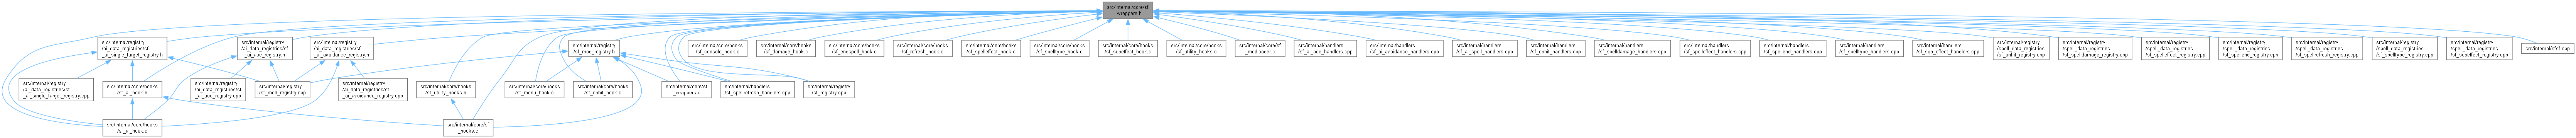 src/internal/core/sf
_wrappers.h
src/internal/registry
/ai_data_registries/sf
_ai_single_target_registry.h
src/internal/registry
/ai_data_registries/sf
_ai_aoe_registry.h
src/internal/registry
/ai_data_registries/sf
_ai_avoidance_registry.h
src/internal/registry
/sf_mod_registry.h
src/internal/core/hooks
/sf_console_hook.c
src/internal/core/hooks
/sf_damage_hook.c
src/internal/core/hooks
/sf_endspell_hook.c
src/internal/core/hooks
/sf_refresh_hook.c
src/internal/core/hooks
/sf_spelleffect_hook.c
src/internal/core/hooks
/sf_spelltype_hook.c
src/internal/core/hooks
/sf_subeffect_hook.c
src/internal/core/hooks
/sf_utility_hooks.c
src/internal/core/sf
_modloader.c
src/internal/handlers
/sf_ai_aoe_handlers.cpp
src/internal/handlers
/sf_ai_avoidance_handlers.cpp
src/internal/handlers
/sf_ai_spell_handlers.cpp
src/internal/handlers
/sf_onhit_handlers.cpp
src/internal/handlers
/sf_spelldamage_handlers.cpp
src/internal/handlers
/sf_spelleffect_handlers.cpp
src/internal/handlers
/sf_spellend_handlers.cpp
src/internal/handlers
/sf_spelltype_handlers.cpp
src/internal/handlers
/sf_sub_effect_handlers.cpp
src/internal/registry
/spell_data_registries
/sf_onhit_registry.cpp
src/internal/registry
/spell_data_registries
/sf_spelldamage_registry.cpp
src/internal/registry
/spell_data_registries
/sf_spelleffect_registry.cpp
src/internal/registry
/spell_data_registries
/sf_spellend_registry.cpp
src/internal/registry
/spell_data_registries
/sf_spellrefresh_registry.cpp
src/internal/registry
/spell_data_registries
/sf_spelltype_registry.cpp
src/internal/registry
/spell_data_registries
/sf_subeffect_registry.cpp
src/internal/sfsf.cpp
src/internal/registry
/ai_data_registries/sf
_ai_single_target_registry.cpp
src/internal/core/hooks
/sf_ai_hook.h
src/internal/registry
/ai_data_registries/sf
_ai_aoe_registry.cpp
src/internal/registry
/sf_mod_registry.cpp
src/internal/registry
/ai_data_registries/sf
_ai_avoidance_registry.cpp
src/internal/core/hooks
/sf_utility_hooks.h
src/internal/core/hooks
/sf_menu_hook.c
src/internal/core/hooks
/sf_onhit_hook.c
src/internal/core/sf
_wrappers.c
src/internal/handlers
/sf_spellrefresh_handlers.cpp
src/internal/registry
/sf_registry.cpp
src/internal/core/hooks
/sf_ai_hook.c
src/internal/core/sf
_hooks.c